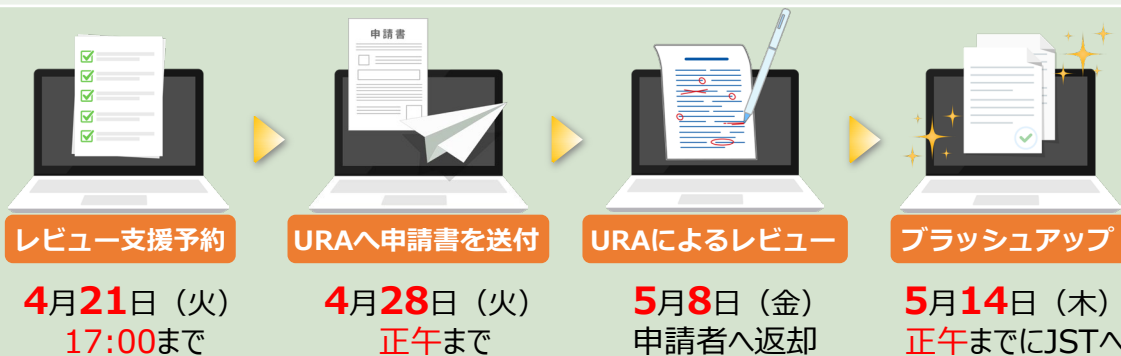 申請書
レビュー支援予約
4月21日（火）
17:00まで
URAへ申請書を送付
4月28日（火）
正午まで
URAによるレビュー
5月8日（金）
申請者へ返却
ブラッシュアップ
5月14日（木）
正午までにJSTへ